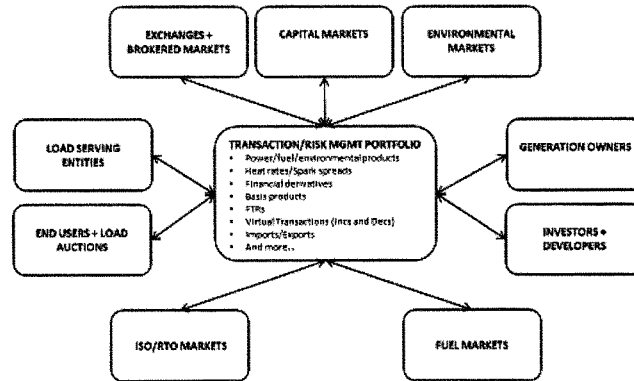 EXCHANGES +
BROKERED MARKETS
CAPITAL MARKETS
ENVIRONMENTAL
MARKETS
LOAD SERVING
ENTITIES
TRANSACTION/RISK MGMT PORTFOLIO
• Power/fuel/environmental products
• Heat rates/Spark spreads
• Financial derivatives
• Basis products
• FTRs
• Virtual Transactions (Incs and Decs)
• Imports/Exports
• And more...
GENERATION OWNERS
END USERS + LOAD
AUCTIONS
INVESTORS +
DEVELOPERS
ISO/RTO MARKETS
FUEL MARKETS